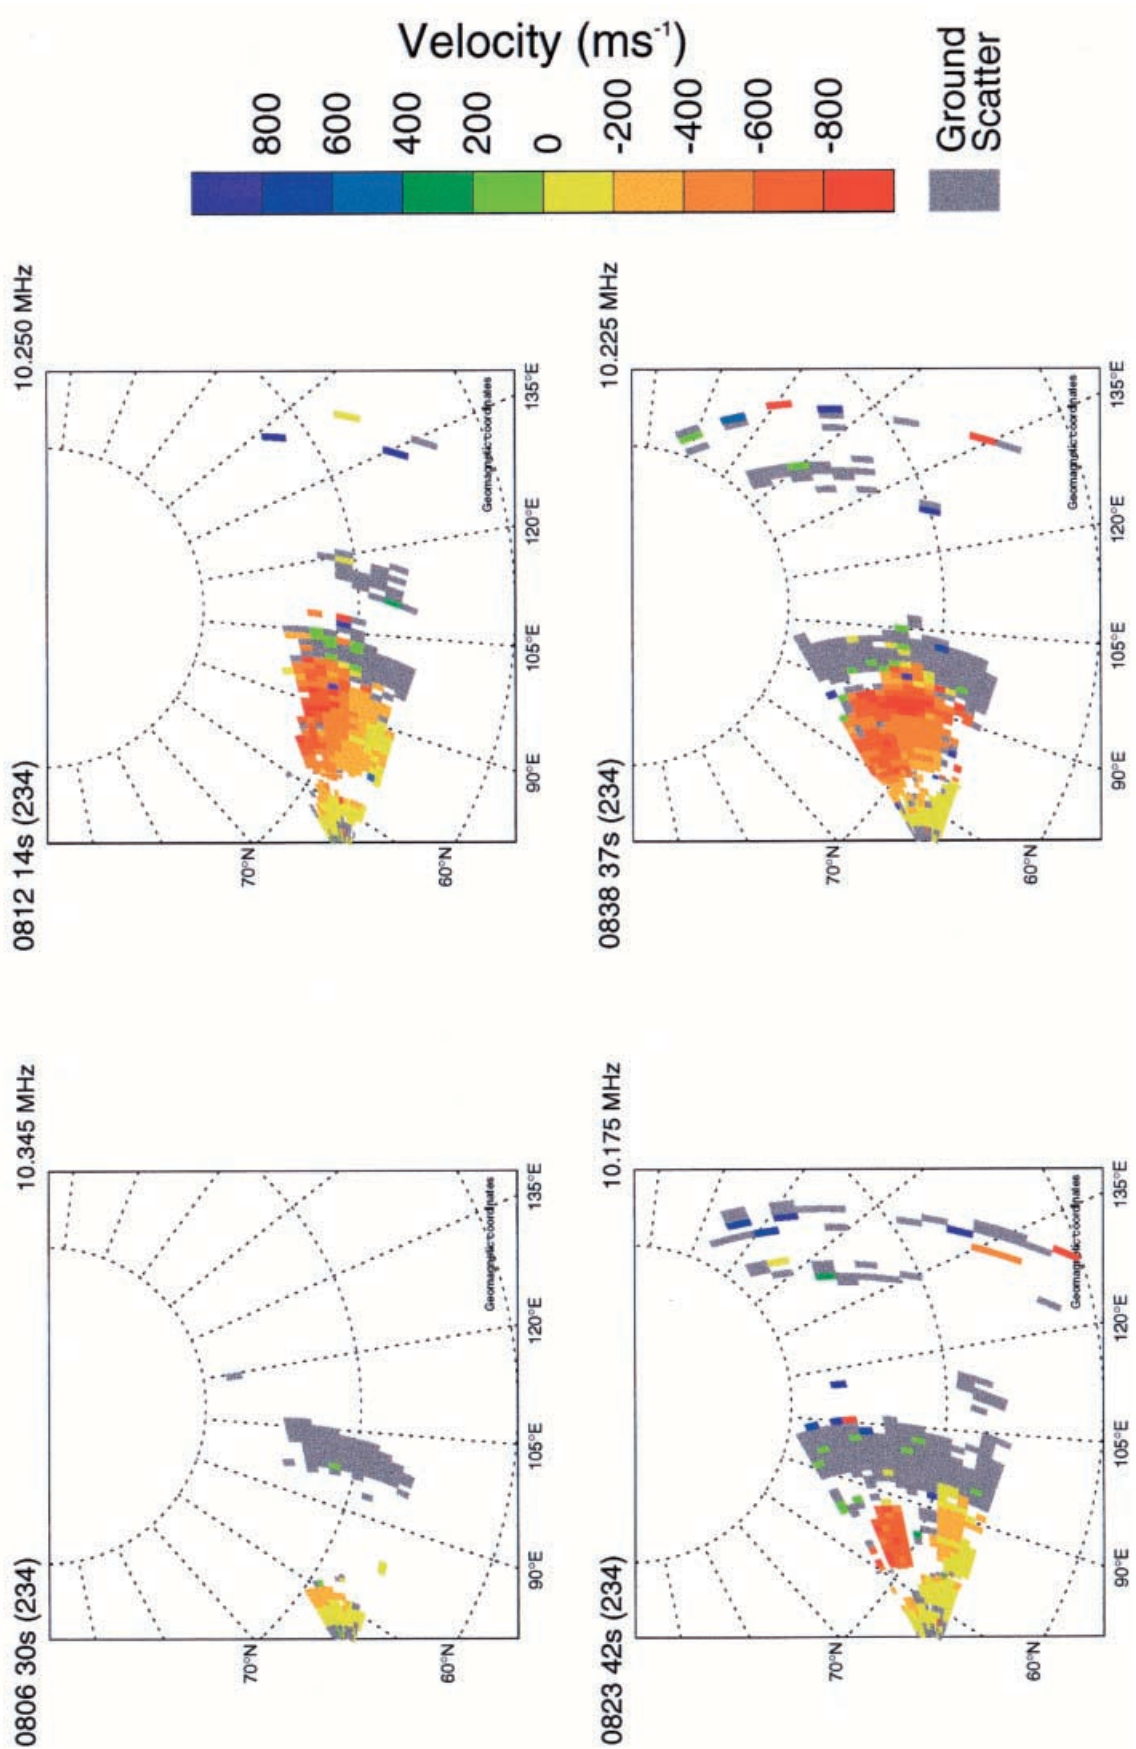 0806 30s (234)
10.345 MHz
70°N
60°N
90°E
105°E
120°E
135°E
Geomagnetic coordinates
0812 14s (234)
10.250 MHz
70°N
60°N
90°E
105°E
120°E
135°E
Geomagnetic coordinates
0823 42s (234)
10.175 MHz
70°N
60°N
90°E
105°E
120°E
135°E
Geomagnetic coordinates
0838 37s (234)
10.225 MHz
70°N
60°N
90°E
105°E
120°E
135°E
Geomagnetic coordinates
800
600
400
200
0
-200
-400
-600
-800
Velocity (ms⁻¹)
Ground
Scatter